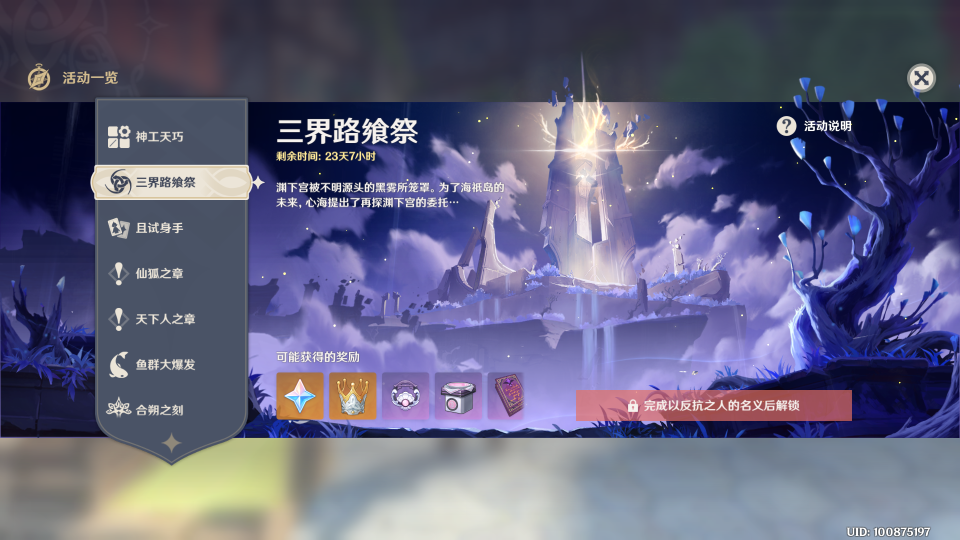 活动一览
神工天巧
三界路飨祭
且试身手
仙狐之章
天下人之章
鱼群大爆发
合朔之刻
三界路飨祭
剩余时间: 23天7小时
渊下宫被不明源头的黑雾所笼罩。为了海祇岛的
未来，心海提出了再探渊下宫的委托…
可能获得的奖励
活动说明
完成以反抗之人的名义后解锁
UID: 100875197